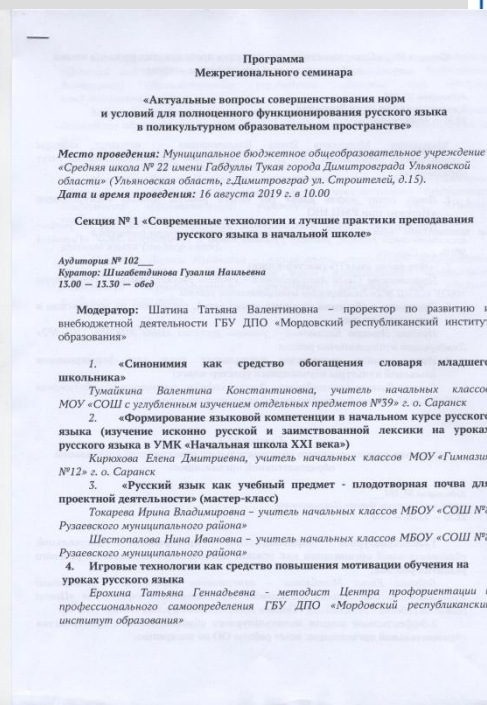 Программа
Межрегионального семинара
«Актуальные вопросы совершенствования норм
и условий для полноценного функционирования русского языка
в поликультурном образовательном пространстве»
Место проведения: Муниципальное бюджетное общеобразовательное учреждение
«Средняя школа № 22 имени Габдуллы Тукая города Димитровграда Ульяновской
области» (Ульяновская область, г.Димитровград ул. Строителей, д.15).
Дата и время проведения: 16 августа 2019 г. в 10.00
Секция № 1 «Современные технологии и лучшие практики преподавания
русского языка в начальной школе»
Аудитория № 102___
Куратор: Шигабетдинова Гузалия Наильевна
13.00 — 13.30 — обед
Модератор: Шатина Татьяна Валентиновна – проректор по развитию и
внебюджетной деятельности ГБУ ДПО «Мордовский республиканский институт
образования»
1. «Синонимия как средство обогащения словаря младшего
школьника»
Тумайкина Валентина Константиновна, учитель начальных классов
МОУ «СОШ с углубленным изучением отдельных предметов №39» г. о. Саранск
2. «Формирование языковой компетенции в начальном курсе русского
языка (изучение исконно русской и заимствованной лексики на уроках
русского языка в УМК «Начальная школа XXI века»)
Кирюхова Елена Дмитриевна, учитель начальных классов МОУ «Гимназия
№12» г. о. Саранск
3. «Русский язык как учебный предмет - плодотворная почва для
проектной деятельности» (мастер-класс)
Токарева Ирина Владимировна – учитель начальных классов МБОУ «СОШ
Рузаевского муниципального района»
Шестопалова Нина Ивановна – учитель начальных классов МБОУ «СОШ
Рузаевского муниципального района»
4. Игровые технологии как средство повышения мотивации обучения на
уроках русского языка
Ерохина Татьяна Геннадьевна - методист Центра профориентации и
профессионального самоопределения ГБУ ДПО «Мордовский республиканский
институт образования»